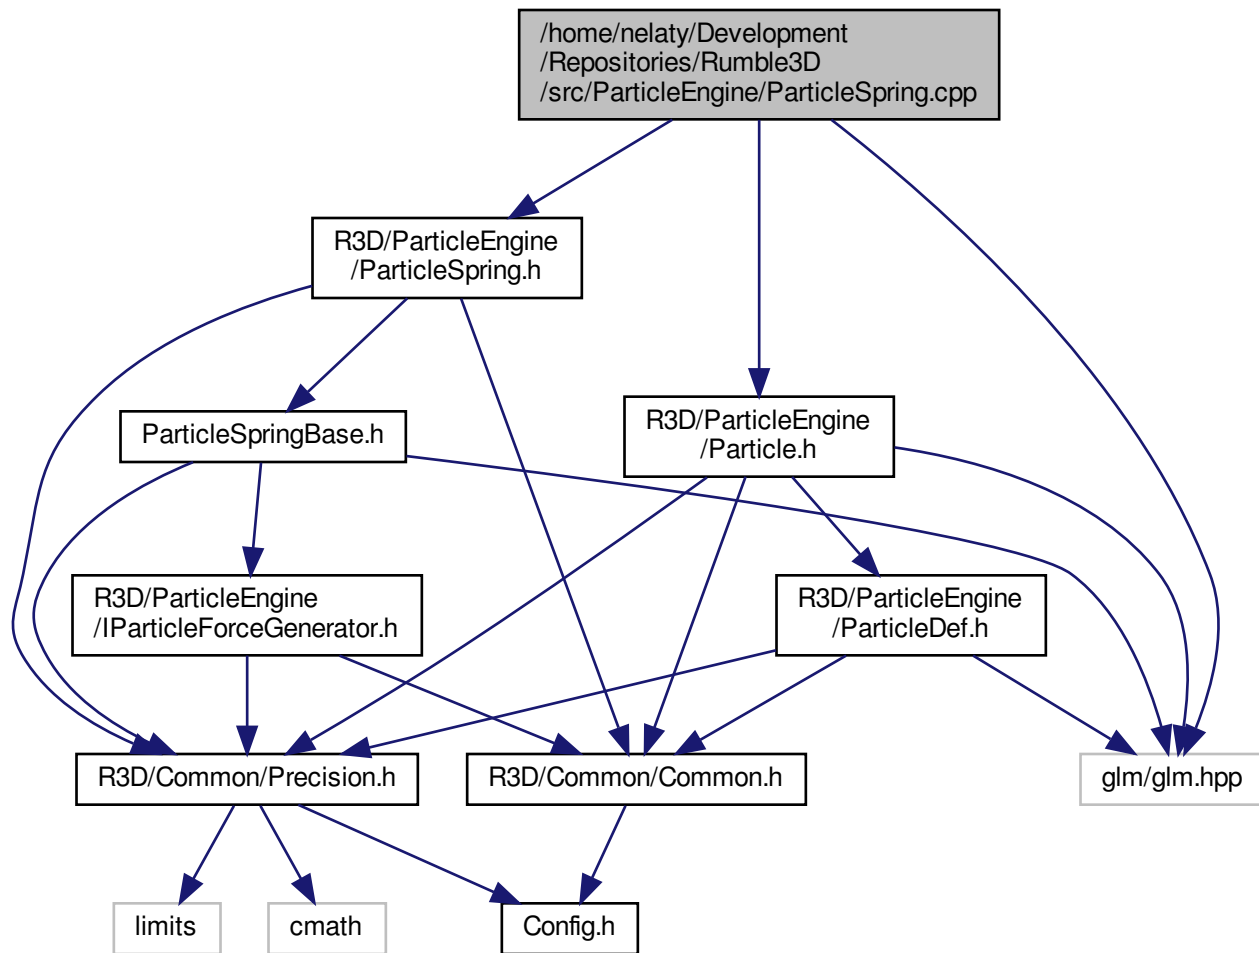 /home/nelaty/Development
/Repositories/Rumble3D
/src/ParticleEngine/ParticleSpring.cpp
R3D/ParticleEngine
/ParticleSpring.h
ParticleSpringBase.h
R3D/ParticleEngine
/Particle.h
R3D/ParticleEngine
/IParticleForceGenerator.h
R3D/ParticleEngine
/ParticleDef.h
R3D/Common/Precision.h
R3D/Common/Common.h
glm/glm.hpp
limits
cmath
Config.h